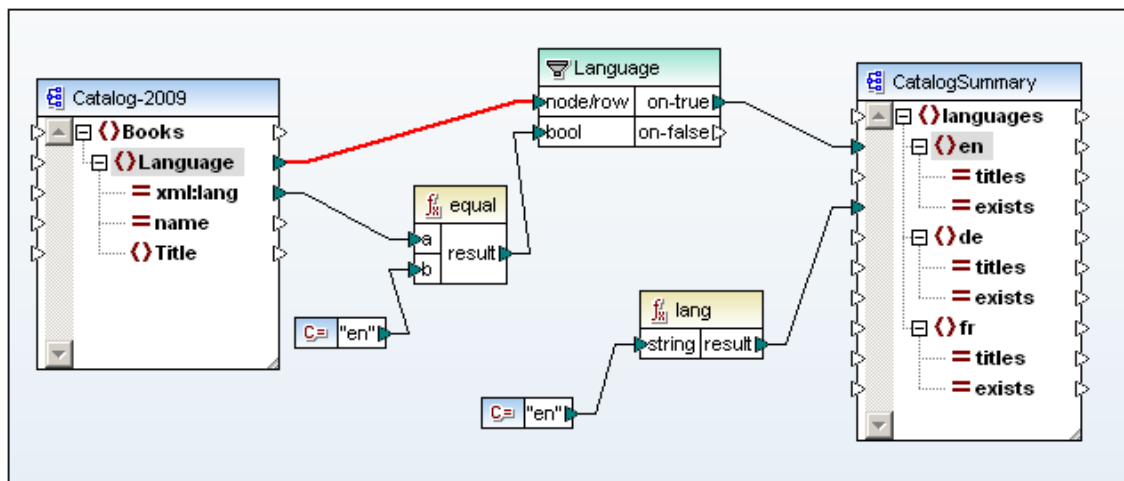 Catalog-2009
Books
Language
= xml:lang
= name
Title
Language
node/row on-true
bool on-false
equal
a
b
result
C= "en"
lang
string result
C= "en"
CatalogSummary
languages
en
= titles
= exists
de
= titles
= exists
fr
= titles
= exists